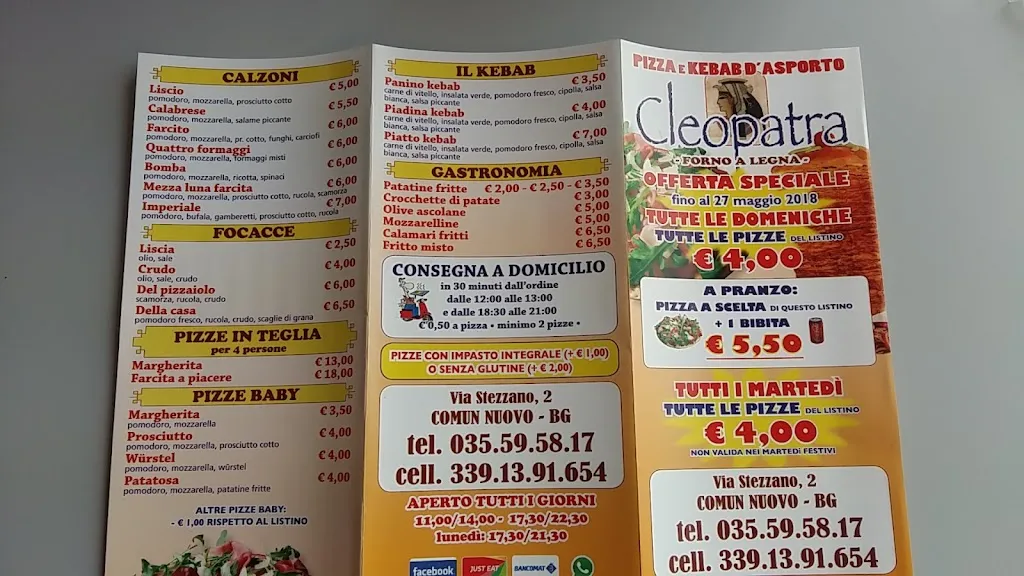 CALZONI
Liscio € 5,00
pomodoro, mozzarella, prosciutto cotto
Calabrese € 5,50
pomodoro, mozzarella, salame piccante
Farcito € 6,00
pomodoro, mozzarella, pr. cotto, funghi, carciofi
Quattro formaggi € 6,00
pomodoro, mozzarella, formaggi misti
Bomba € 6,00
pomodoro, mozzarella, ricotta, spinaci
Mezza luna farcita € 6,00
pomodoro, mozzarella, prosciutto cotto, rucola, scamorza
Imperiale € 7,00
pomodoro, bufala, gamberetti, prosciutto cotto, rucola
FOCACCE
Liscia € 2,50
olio, sale
Crudo € 4,00
olio, sale, crudo
Del pizzaiolo € 6,00
scamorza, rucola, crudo
Della casa € 6,50
pomodoro fresco, rucola, crudo, scaglie di grana
PIZZE IN TEGLIA
per 4 persone
Margherita € 13,00
Farcita a piacere € 18,00
PIZZE BABY
Margherita € 3,50
pomodoro, mozzarella
Prosciutto € 4,00
pomodoro, mozzarella, prosciutto cotto
Würstel € 4,00
pomodoro, mozzarella, würstel
Patatosa € 4,00
pomodoro, mozzarella, patatine fritte
ALTRE PIZZE BABY:
- € 1,00 RISPETTO AL LISTINO
IL KEBAB
Panino kebab € 3,50
carne di vitello, insalata verde, pomodoro fresco, cipolla, salsa
bianca, salsa piccante
Piadina kebab € 4,00
carne di vitello, insalata verde, pomodoro fresco, cipolla, salsa
bianca, salsa piccante
Piatto kebab € 7,00
carne di vitello, insalata verde, pomodoro fresco, cipolla, salsa
bianca, salsa piccante
GASTRONOMIA
Patatine fritte € 2,00 - € 2,50 - € 3,50
Crocchette di patate € 3,00
Olive ascolane € 5,00
Mozzarelline € 5,00
Calamari fritti € 6,50
Fritto misto € 6,50
CONSEGNA A DOMICILIO
in 30 minuti dall'ordine
dalle 12:00 alle 13:00
e dalle 18:30 alle 21:00
€ 0,50 a pizza • minimo 2 pizze •
PIZZE CON IMPASTO INTEGRALE (+ € 1,00)
O SENZA GLUTINE (+ € 2,00)
Via Stezzano, 2
COMUN NUOVO - BG
tel. 035.59.58.17
cell. 339.13.91.654
APERTO TUTTI I GIORNI
11,00/14,00 - 17,30/22,30
lunedì: 17,30/21,30
facebook JUST EAT BANCOMAT
PIZZA E KEBAB D'ASPORTO
Cleopatra
- FORNO A LEGNA -
OFFERTA SPECIALE
fino al 27 maggio 2018
TUTTE LE DOMENICHE
TUTTE LE PIZZE DEL LISTINO
€ 4,00
A PRANZO:
PIZZA A SCELTA DI QUESTO LISTINO
+ 1 BIBITA
€ 5,50
TUTTI I MARTEDÌ
TUTTE LE PIZZE DEL LISTINO
€ 4,00
NON VALIDA NEI MARTEDÌ FESTIVI
Via Stezzano, 2
COMUN NUOVO - BG
tel. 035.59.58.17
cell. 339.13.91.654